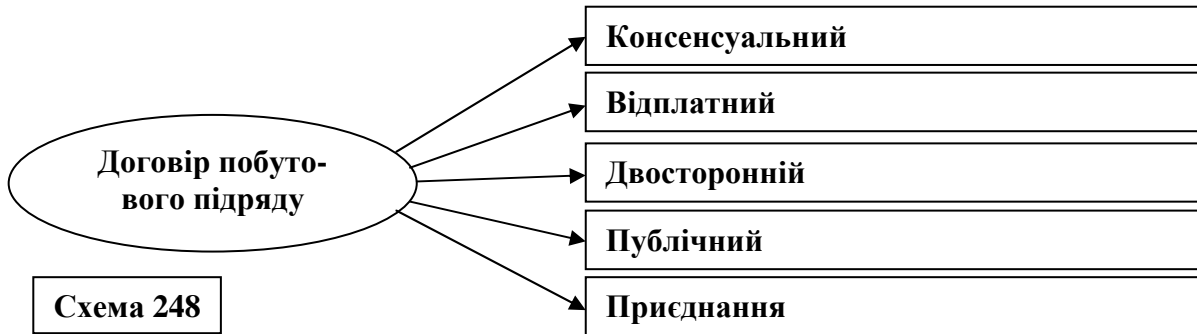 Консенсуальний
Відплатний
Договір побуто-
вого підряду
Двосторонній
Публічний
Схема 248
Приєднання